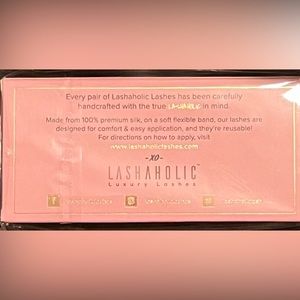 Every pair of Lashaholic Lashes has been carefully
handcrafted with the true LASHAHOLIC in mind.
Made from 100% premium silk, on a soft flexible band, our lashes are
designed for comfort & easy application, and they're reusable!
For directions on how to apply, visit
www.lashaholiclashes.com
-XO-
LASHAHOLIC™
Luxury Lashes